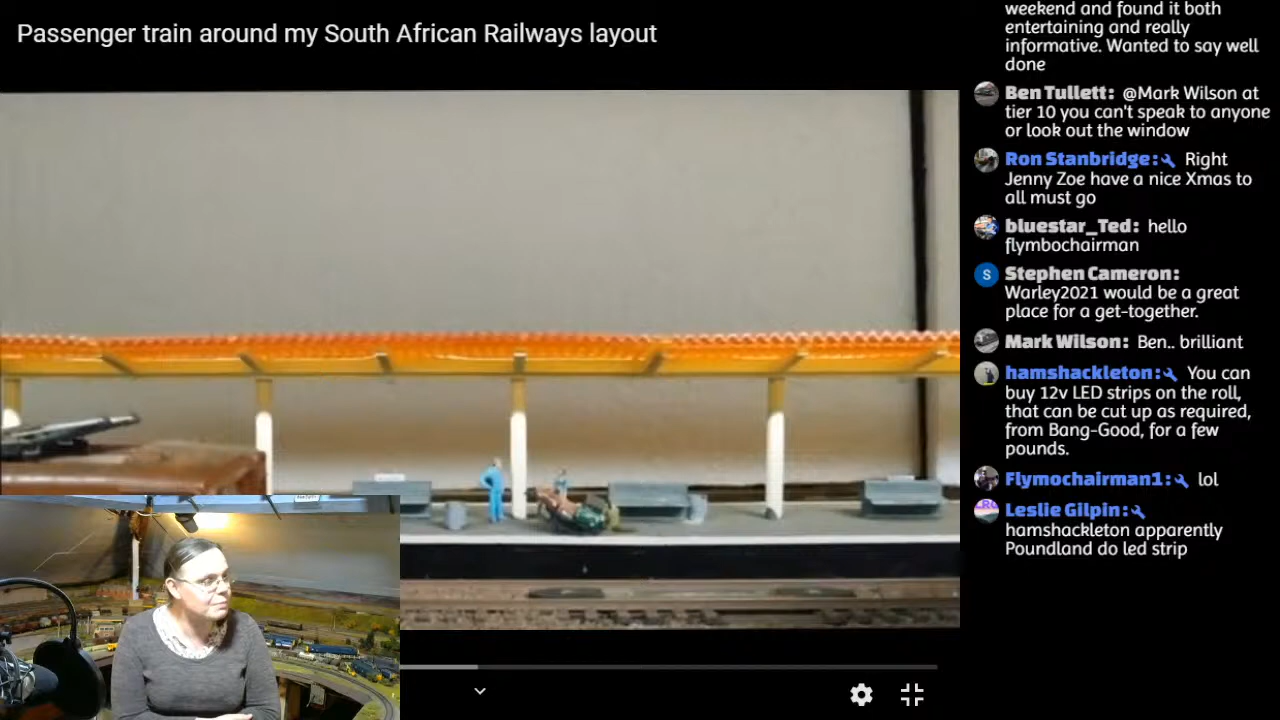 Passenger train around my South African Railways layout
weekend and found it both
entertaining and really
informative. Wanted to say well
done
Ben Tullett: @Mark Wilson at
tier 10 you can't speak to anyone
or look out the window
Ron Stanbridge: Right
Jenny Zoe have a nice Xmas to
all must go
bluestar_Ted: hello
flymbochairman
S Stephen Cameron:
Warley2021 would be a great
place for a get-together.
Mark Wilson: Ben.. brilliant
hamshackleton: You can
buy 12v LED strips on the roll,
that can be cut up as required,
from Bang-Good, for a few
pounds.
Flymochairman1: lol
Leslie Gilpin:
hamshackleton apparently
Poundland do led strip